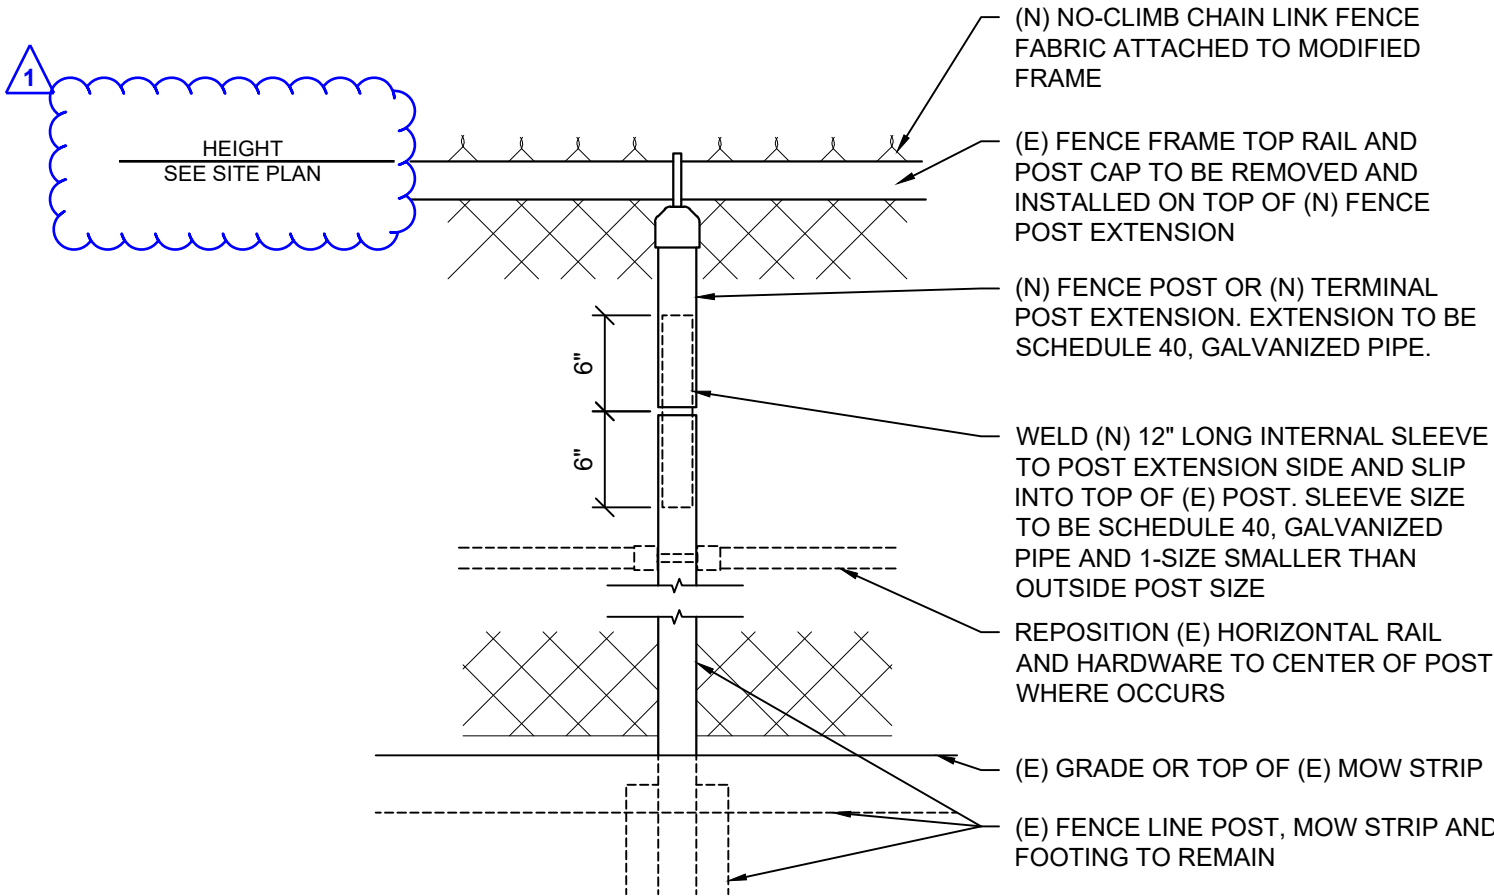 (N) NO-CLIMB CHAIN LINK FENCE
FABRIC ATTACHED TO MODIFIED
FRAME
1
HEIGHT
SEE SITE PLAN
(E) FENCE FRAME TOP RAIL AND
POST CAP TO BE REMOVED AND
INSTALLED ON TOP OF (N) FENCE
POST EXTENSION
(N) FENCE POST OR (N) TERMINAL
POST EXTENSION. EXTENSION TO BE
SCHEDULE 40, GALVANIZED PIPE.
6"
6"
WELD (N) 12" LONG INTERNAL SLEEVE
TO POST EXTENSION SIDE AND SLIP
INTO TOP OF (E) POST. SLEEVE SIZE
TO BE SCHEDULE 40, GALVANIZED
PIPE AND 1-SIZE SMALLER THAN
OUTSIDE POST SIZE
REPOSITION (E) HORIZONTAL RAIL
AND HARDWARE TO CENTER OF POST
WHERE OCCURS
(E) GRADE OR TOP OF (E) MOW STRIP
(E) FENCE LINE POST, MOW STRIP AND
FOOTING TO REMAIN